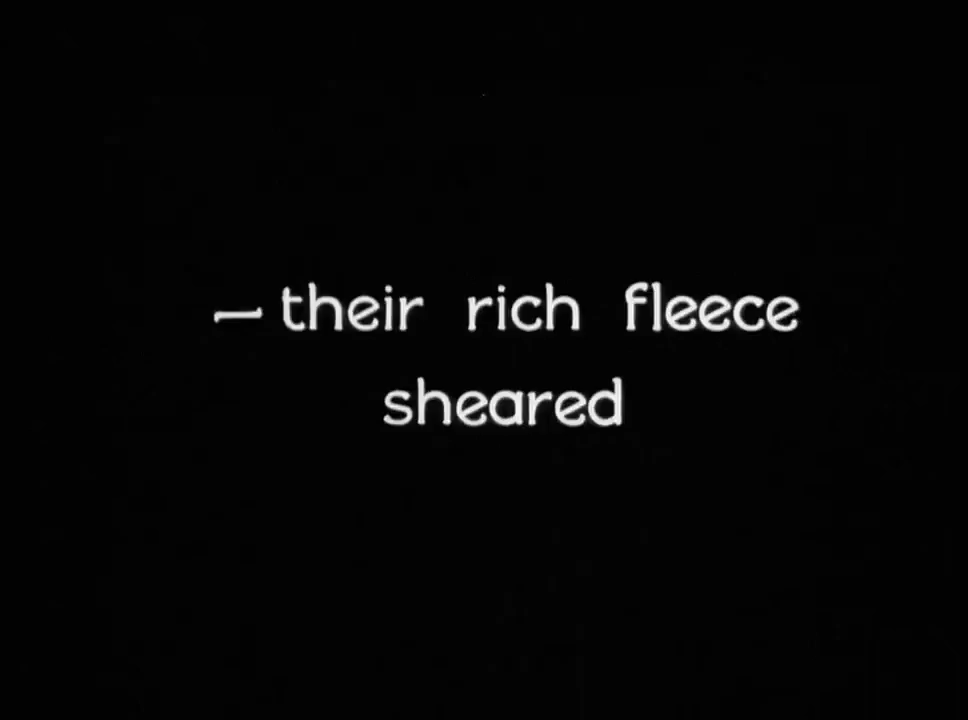 — their rich fleece
sheared